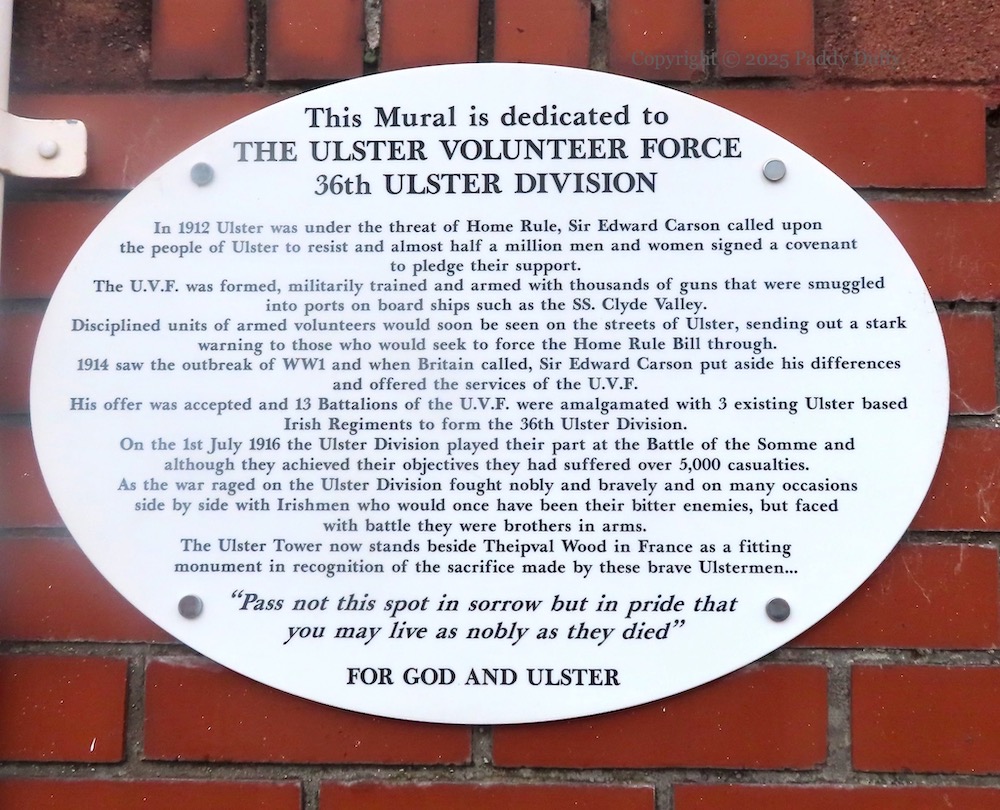 Copyright © 2025 Paddy Duffy
This Mural is dedicated to
THE ULSTER VOLUNTEER FORCE
36th ULSTER DIVISION
In 1912 Ulster was under the threat of Home Rule, Sir Edward Carson called upon
the people of Ulster to resist and almost half a million men and women signed a covenant
to pledge their support.
The U.V.F. was formed, militarily trained and armed with thousands of guns that were smuggled
into ports on board ships such as the SS. Clyde Valley.
Disciplined units of armed volunteers would soon be seen on the streets of Ulster, sending out a stark
warning to those who would seek to force the Home Rule Bill through.
1914 saw the outbreak of WW1 and when Britain called, Sir Edward Carson put aside his differences
and offered the services of the U.V.F.
His offer was accepted and 13 Battalions of the U.V.F. were amalgamated with 3 existing Ulster based
Irish Regiments to form the 36th Ulster Division.
On the 1st July 1916 the Ulster Division played their part at the Battle of the Somme and
although they achieved their objectives they had suffered over 5,000 casualties.
As the war raged on the Ulster Division fought nobly and bravely and on many occasions
side by side with Irishmen who would once have been their bitter enemies, but faced
with battle they were brothers in arms.
The Ulster Tower now stands beside Theipval Wood in France as a fitting
monument in recognition of the sacrifice made by these brave Ulstermen...
“Pass not this spot in sorrow but in pride that
you may live as nobly as they died”
FOR GOD AND ULSTER